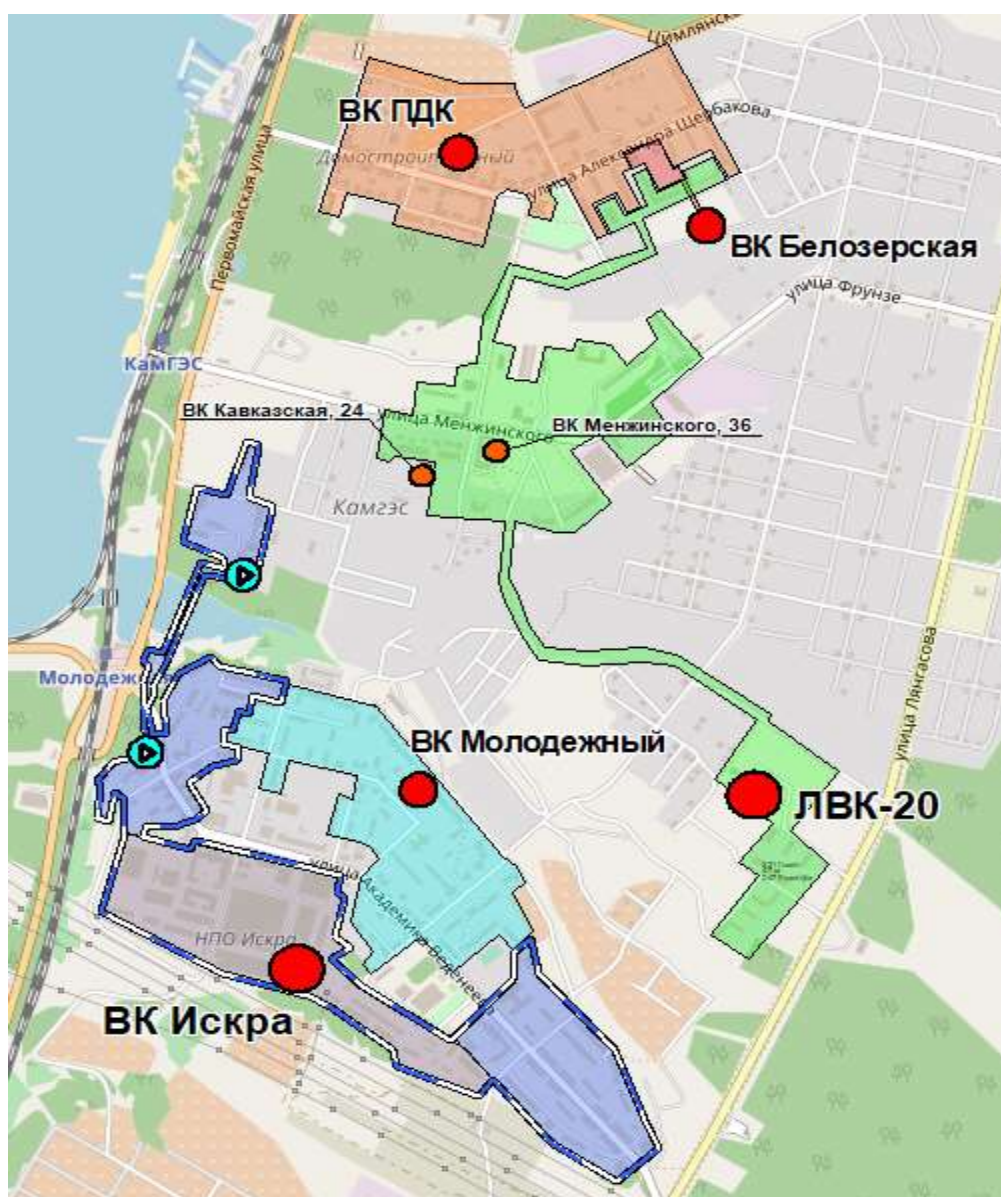 Цимлянская
ВК ПДК
Домостроительный
улица Александра Щербакова
Первомайская улица
ВК Белозерская
улица Фрунзе
КамГЭС
ВК Кавказская, 24
улица Менжинского
ВК Менжинского, 36
Камгэс
улица Лянгасова
Молодежная
ВК Молодежный
ЛВК-20
улица Академика Веденеева
НПО Искра
ВК Искра